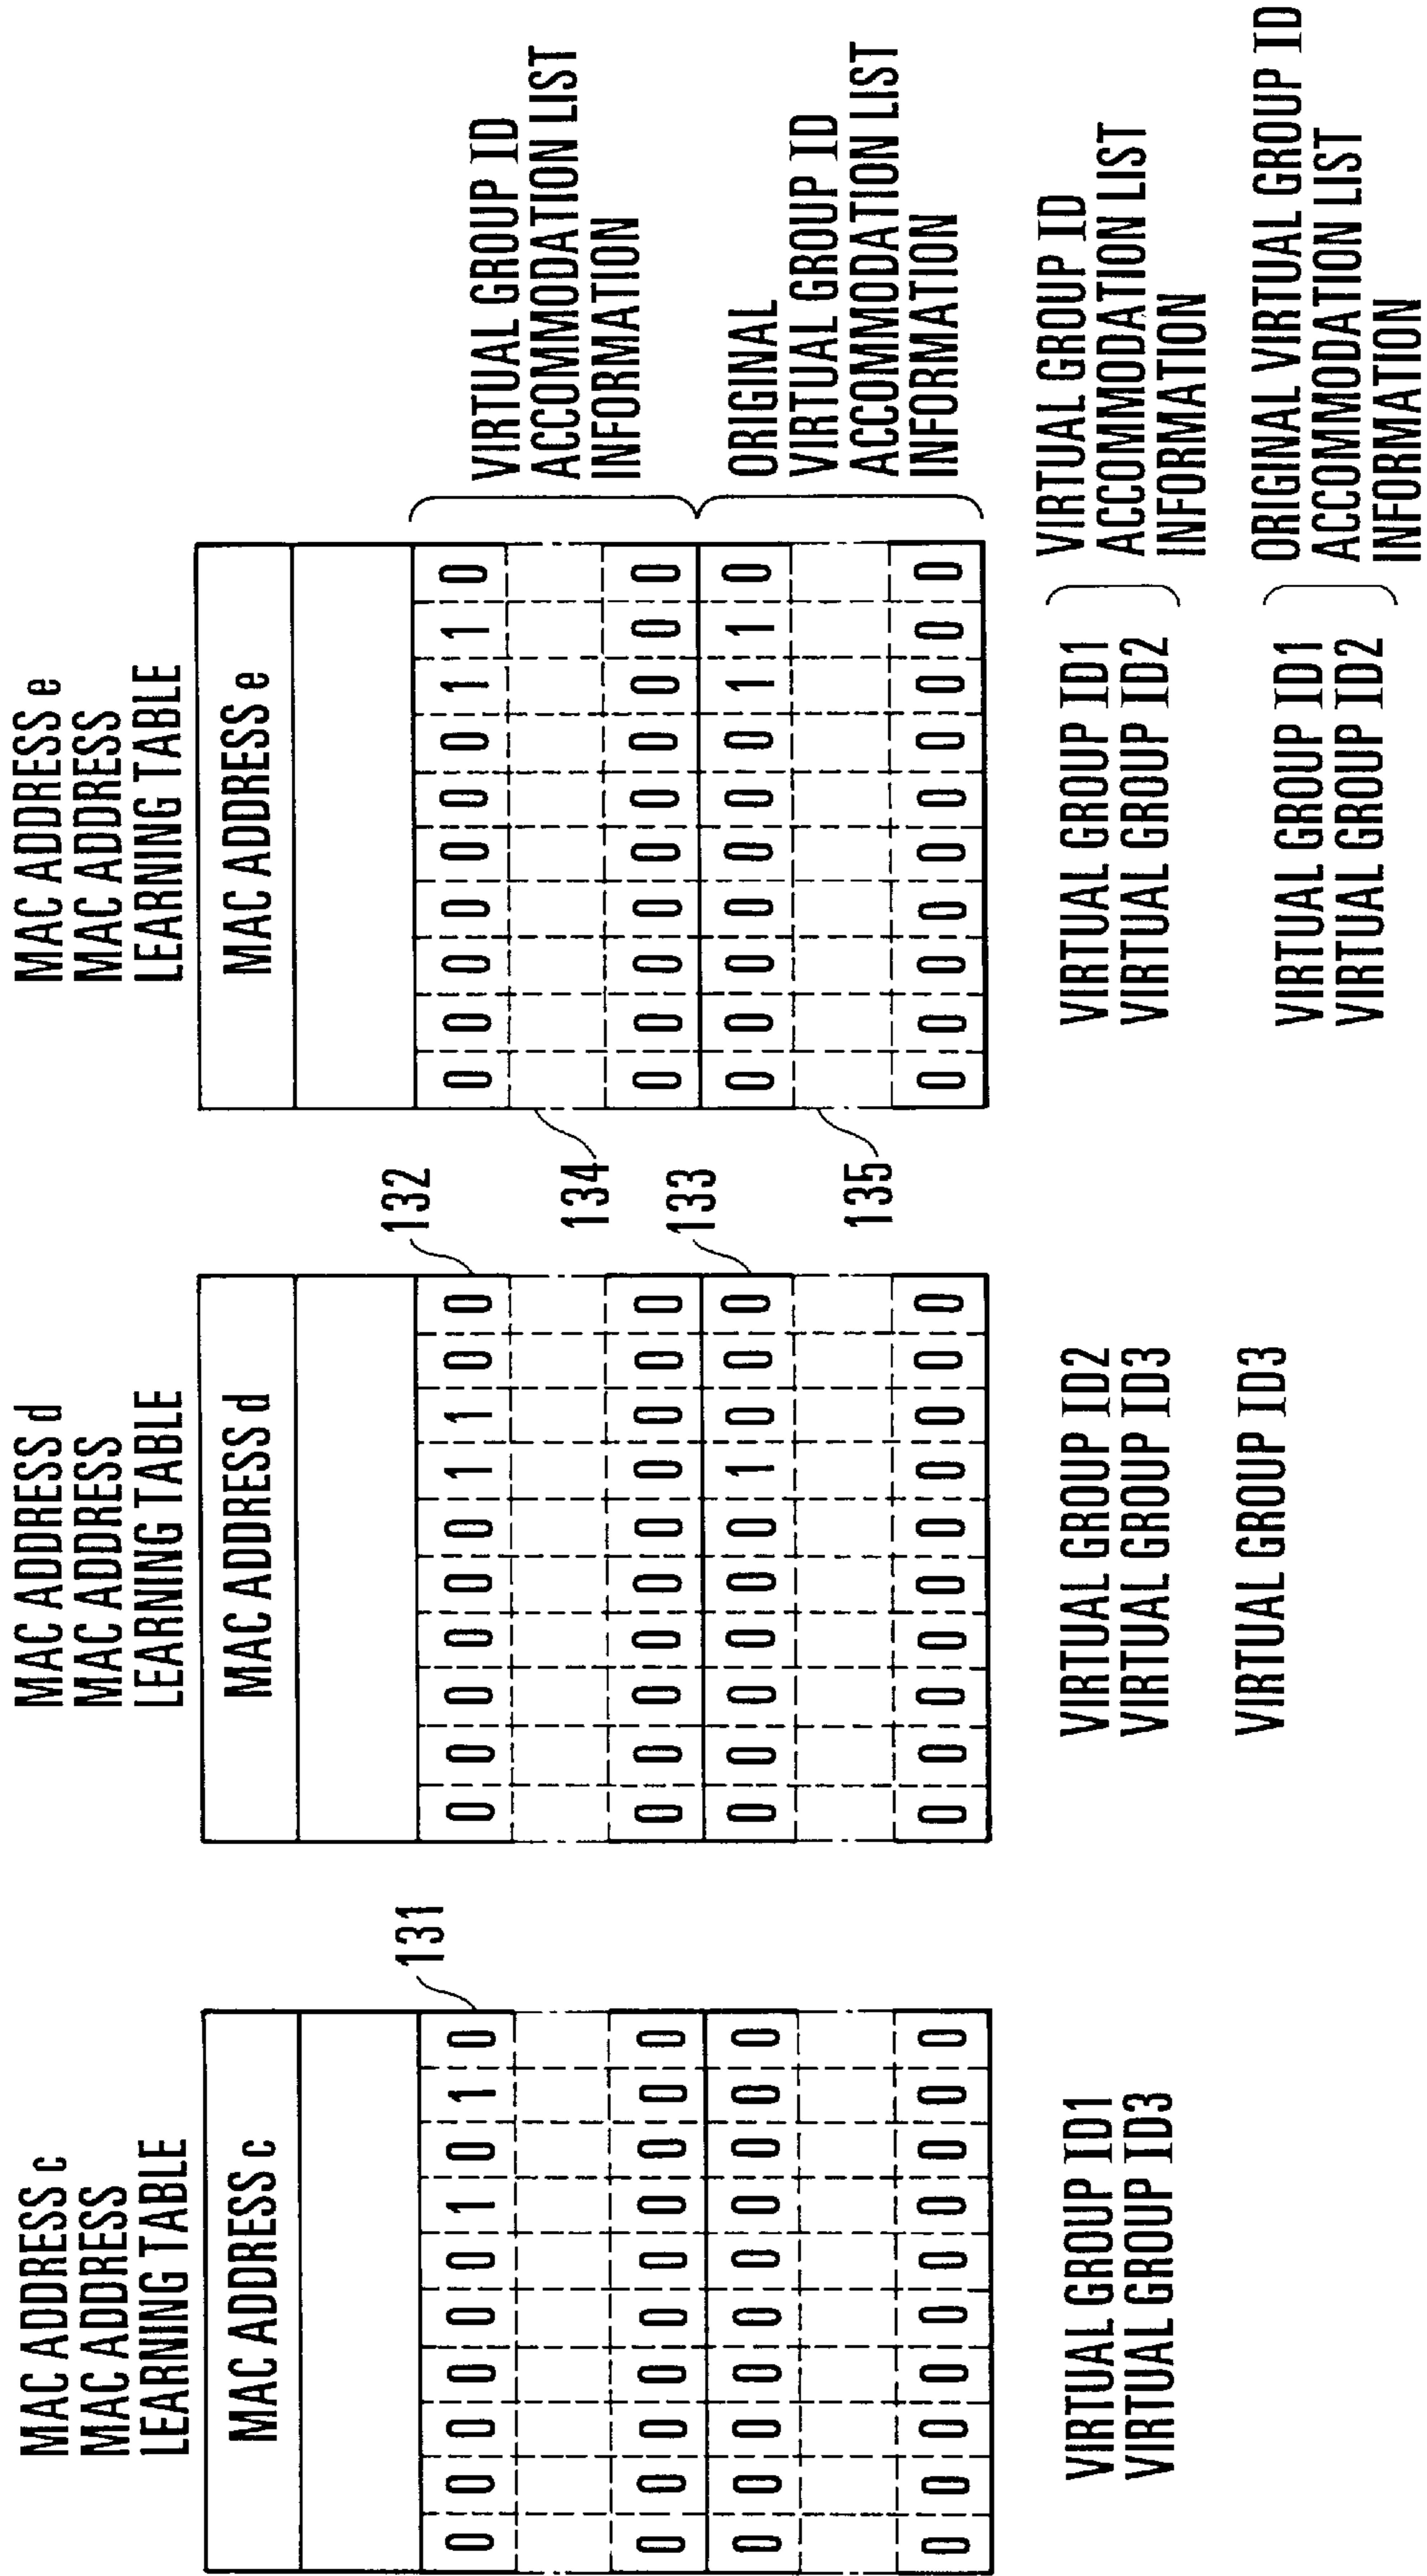 MAC ADDRESS c
MAC ADDRESS
LEARNING TABLE
MAC ADDRESS c
0 0 0 0 0 0 1 0 1 0
131
0 0 0 0 0 0 0 0 0 0
0 0 0 0 0 0 0 0 0 0
0 0 0 0 0 0 0 0 0 0
VIRTUAL GROUP ID1
VIRTUAL GROUP ID3
MAC ADDRESS d
MAC ADDRESS
LEARNING TABLE
MAC ADDRESS d
0 0 0 0 0 0 1 1 0 0
132
0 0 0 0 0 0 0 0 0 0
0 0 0 0 0 0 1 0 0 0
133
0 0 0 0 0 0 0 0 0 0
VIRTUAL GROUP ID2
VIRTUAL GROUP ID3
VIRTUAL GROUP ID3
MAC ADDRESS e
MAC ADDRESS
LEARNING TABLE
MAC ADDRESS e
0 0 0 0 0 0 0 1 1 0
134
0 0 0 0 0 0 0 0 0 0
0 0 0 0 0 0 0 1 1 0
135
0 0 0 0 0 0 0 0 0 0
VIRTUAL GROUP ID
ACCOMMODATION LIST
INFORMATION
ORIGINAL
VIRTUAL GROUP ID
ACCOMMODATION LIST
INFORMATION
VIRTUAL GROUP ID1
VIRTUAL GROUP ID2
VIRTUAL GROUP ID
ACCOMMODATION LIST
INFORMATION
VIRTUAL GROUP ID1
VIRTUAL GROUP ID2
ORIGINAL VIRTUAL GROUP ID
ACCOMMODATION LIST
INFORMATION